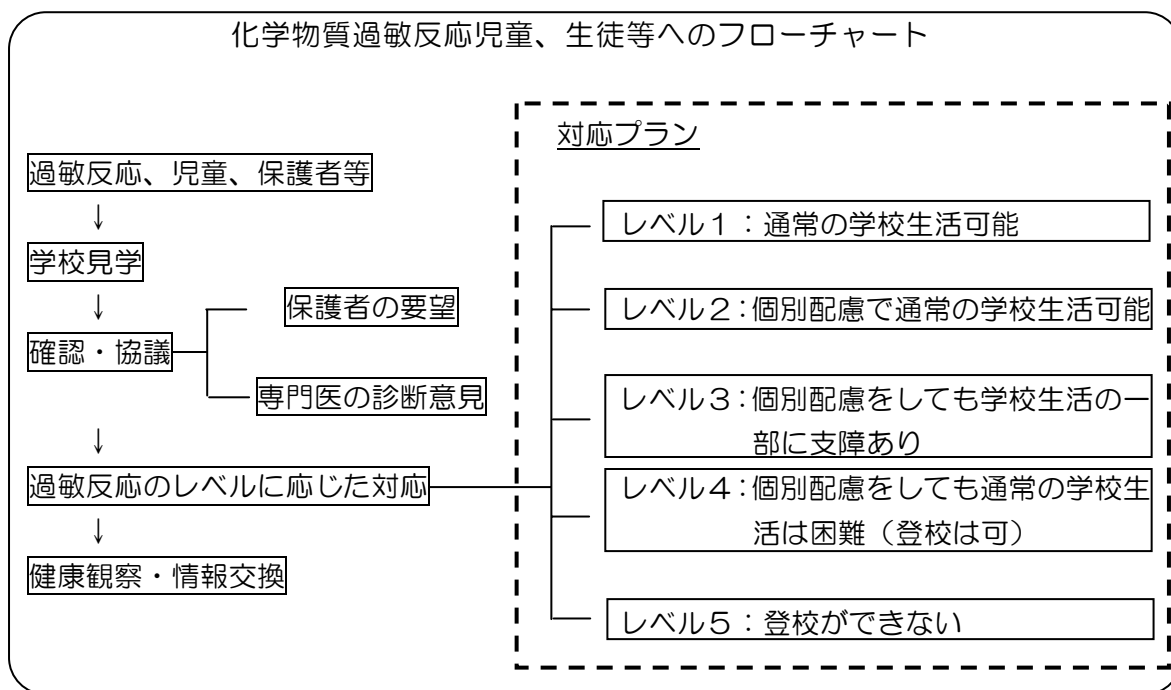 化学物質過敏反応児童、生徒等へのフローチャート
対応プラン
過敏反応、児童、保護者等
↓
学校見学
↓
確認・協議
保護者の要望
専門医の診断意見
↓
過敏反応のレベルに応じた対応
↓
健康観察・情報交換
レベル1：通常の学校生活可能
レベル2：個別配慮で通常の学校生活可能
レベル3：個別配慮をしても学校生活の一
部に支障あり
レベル4：個別配慮をしても通常の学校生
活は困難（登校は可）
レベル5：登校ができない